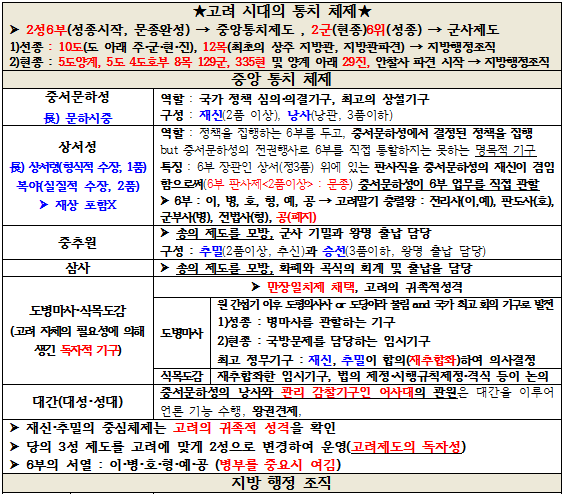 ★고려 시대의 통치 체제★
➤ 2성6부(성종시작, 문종완성) → 중앙통치제도 , 2군(현종)6위(성종) → 군사제도
1)선종 : 10도(도 아래 주·군·현·진), 12목(최초의 상주 지방관, 지방관파견) → 지방행정조직
2)현종 : 5도양계, 5도 4도호부 8목 129군, 335현 및 양계 아래 29진, 안찰사 파견 시작 → 지방행정조직
중앙 통치 체제
중서문하성
長) 문하시중
역할 : 국가 정책 심의·의결기구, 최고의 상설기구
구성 : 재신(2품 이상), 낭사(낭관, 3품이하)
상서성
長) 상서령(형식적 수장, 1품)
복야(실질적 수장, 2품)
➤ 재상 포함X
역할 : 정책을 집행하는 6부를 두고, 중서문하성에서 결정된 정책을 집행
but 중서문하성의 전권행사로 6부를 직접 통할하지는 못하는 명목적 기구
특징 : 6부 장관인 상서(정3품) 위에 있는 판사직을 중서문하성의 재신이 겸임
함으로써(6부 판사제<2품이상> : 문종) 중서문하성이 6부 업무를 직접 관할
➤ 6부 : 이, 병, 호, 형, 예, 공 → 고려말기 충렬왕 : 전리사(이,예), 판도사(호),
군부사(병), 전법사(형), 공(폐지)
중추원
➤ 송의 제도를 모방, 군사 기밀과 왕명 출납 담당
구성 : 추밀(2품이상, 추신)과 승선(3품이하, 왕명 출납 담당)
삼사
➤ 송의 제도를 모방, 화폐와 곡식의 회계 및 출납을 담당
도병마사·식목도감
(고려 자체의 필요성에 의해
생긴 독자적 기구)
➤ 만장일치제 채택, 고려의 귀족적성격
도병마사
원 간섭기 이후 도평의사사 or 도당이라 불림 and 국가 최고 회의 기구로 발전
1)성종 : 병마사를 관할하는 기구
2)현종 : 국방문제를 담당하는 임시기구
최고 정무기구 : 재신, 추밀이 합의(재추합좌)하여 의사결정
식목도감
재추합좌한 임시기구, 법의 제정·시행규칙제정·격식 등이 논의
대간(대성·성대)
중서문하성의 낭사와 관리 감찰기구인 어사대의 관원은 대간을 이루어
언론 기능 수행, 왕권견제,
➤ 재신·추밀의 중심체제는 고려의 귀족적 성격을 확인
➤ 당의 3성 제도를 고려에 맞게 2성으로 변경하여 운영(고려제도의 독자성)
➤ 6부의 서열 : 이·병·호·형·예·공 (병부를 중요시 여김)
지방 행정 조직